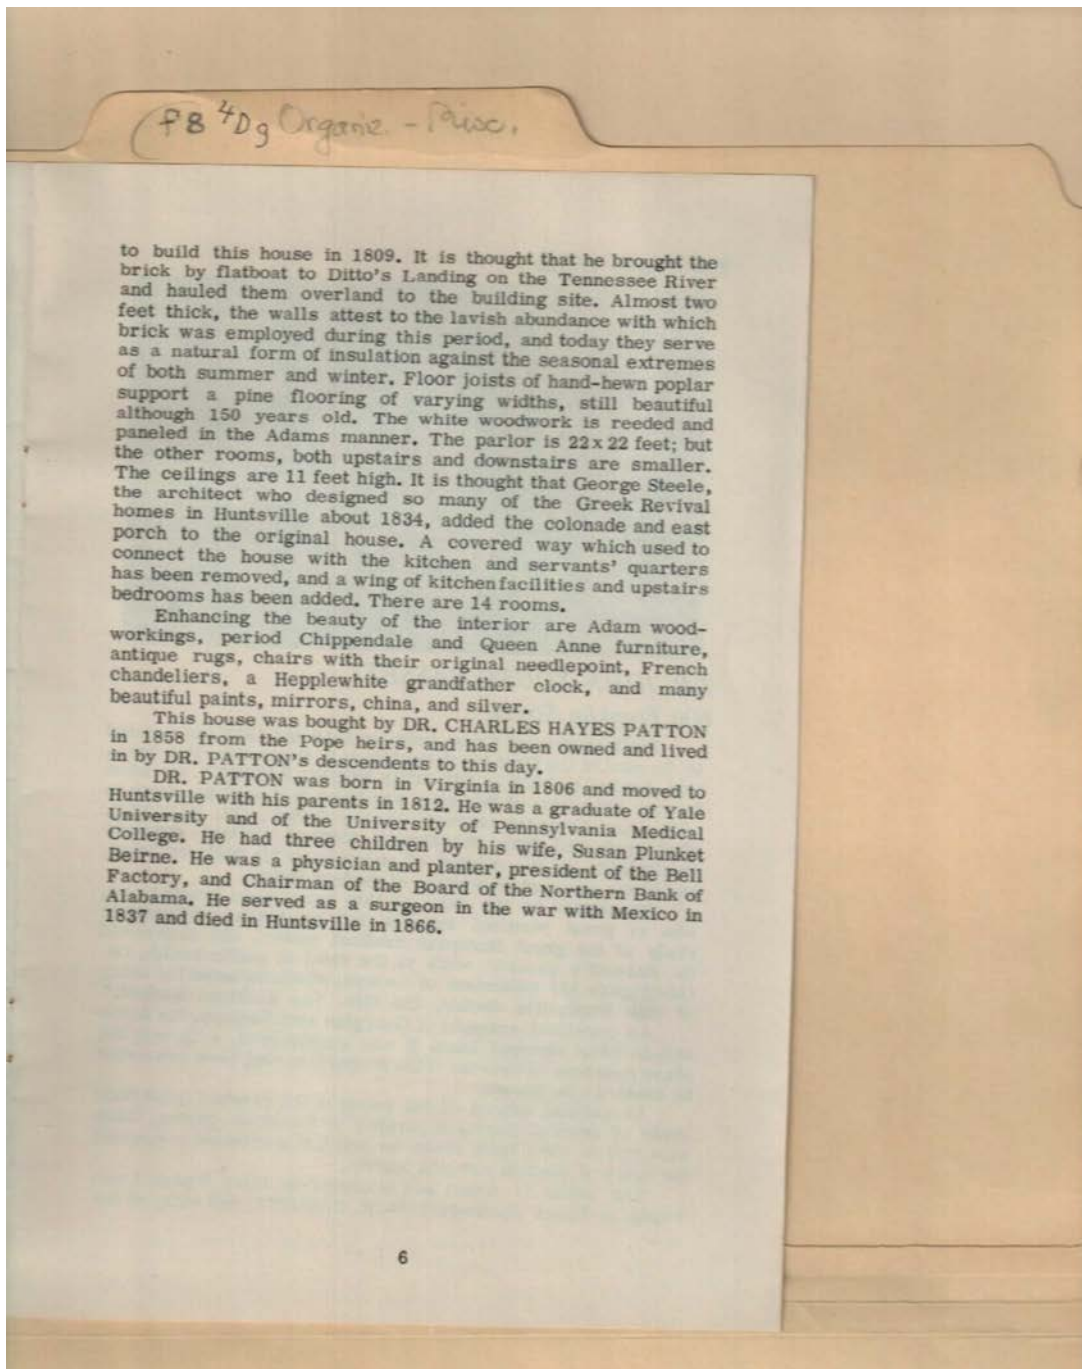 f8 4Dg Organiz. - Misc.
to build this house in 1809. It is thought that he brought the
brick by flatboat to Ditto's Landing on the Tennessee River
and hauled them overland to the building site. Almost two
feet thick, the walls attest to the lavish abundance with which
brick was employed during this period, and today they serve
as a natural form of insulation against the seasonal extremes
of both summer and winter. Floor joists of hand-hewn poplar
support a pine flooring of varying widths, still beautiful
although 150 years old. The white woodwork is reeded and
paneled in the Adams manner. The parlor is 22 x 22 feet; but
the other rooms, both upstairs and downstairs are smaller.
The ceilings are 11 feet high. It is thought that George Steele,
the architect who designed so many of the Greek Revival
homes in Huntsville about 1834, added the colonade and east
porch to the original house. A covered way which used to
connect the house with the kitchen and servants' quarters
has been removed, and a wing of kitchen facilities and upstairs
bedrooms has been added. There are 14 rooms.
Enhancing the beauty of the interior are Adam wood-
workings, period Chippendale and Queen Anne furniture,
antique rugs, chairs with their original needlepoint, French
chandeliers, a Hepplewhite grandfather clock, and many
beautiful paints, mirrors, china, and silver.
This house was bought by DR. CHARLES HAYES PATTON
in 1858 from the Pope heirs, and has been owned and lived
in by DR. PATTON's descendents to this day.
DR. PATTON was born in Virginia in 1806 and moved to
Huntsville with his parents in 1812. He was a graduate of Yale
University and of the University of Pennsylvania Medical
College. He had three children by his wife, Susan Plunket
Beirne. He was a physician and planter, president of the Bell
Factory, and Chairman of the Board of the Northern Bank of
Alabama. He served as a surgeon in the war with Mexico in
1837 and died in Huntsville in 1866.
6